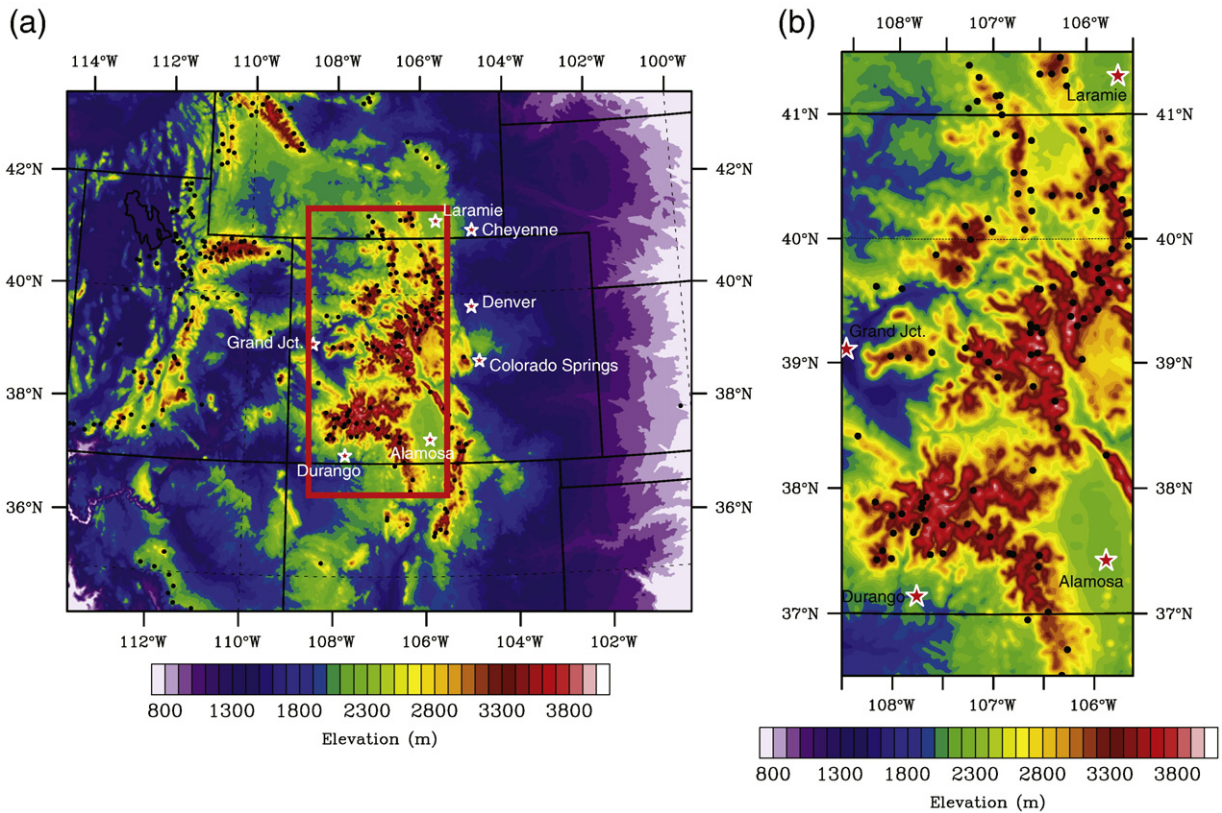 (a)
114°W 112°W 110°W 108°W 106°W 104°W 102°W 100°W
42°N 42°N
40°N 40°N
38°N 38°N
36°N 36°N
Laramie
Cheyenne
Denver
Grand Jct.
Colorado Springs
Alamosa
Durango
112°W 110°W 108°W 106°W 104°W 102°W
800 1300 1800 2300 2800 3300 3800
Elevation (m)
(b)
108°W 107°W 106°W
41°N 41°N
40°N 40°N
39°N 39°N
38°N 38°N
37°N 37°N
Laramie
Grand Jct.
Alamosa
Durango
108°W 107°W 106°W
800 1300 1800 2300 2800 3300 3800
Elevation (m)